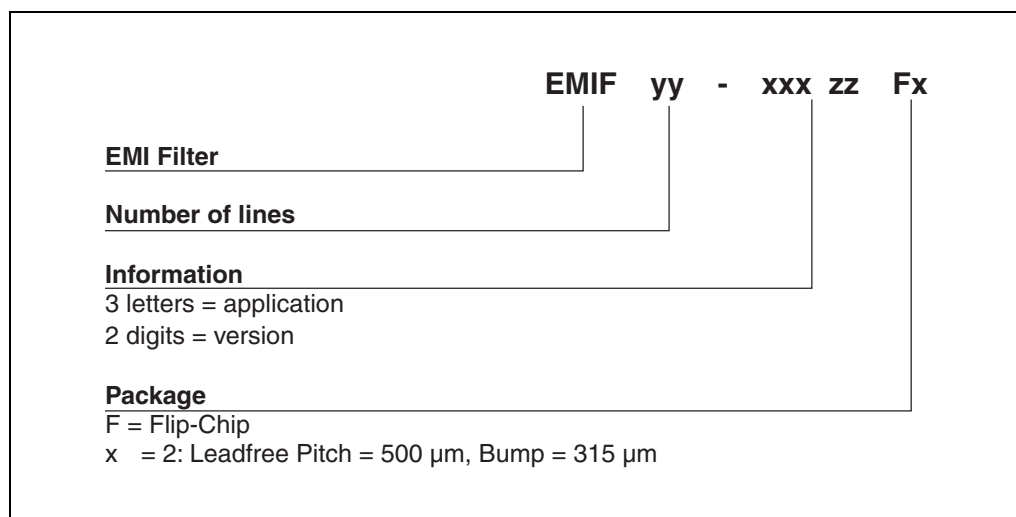 EMIF yy - xxx zz Fx
EMI Filter
Number of lines
Information
3 letters = application
2 digits = version
Package
F = Flip-Chip
x = 2: Leadfree Pitch = 500 µm, Bump = 315 µm